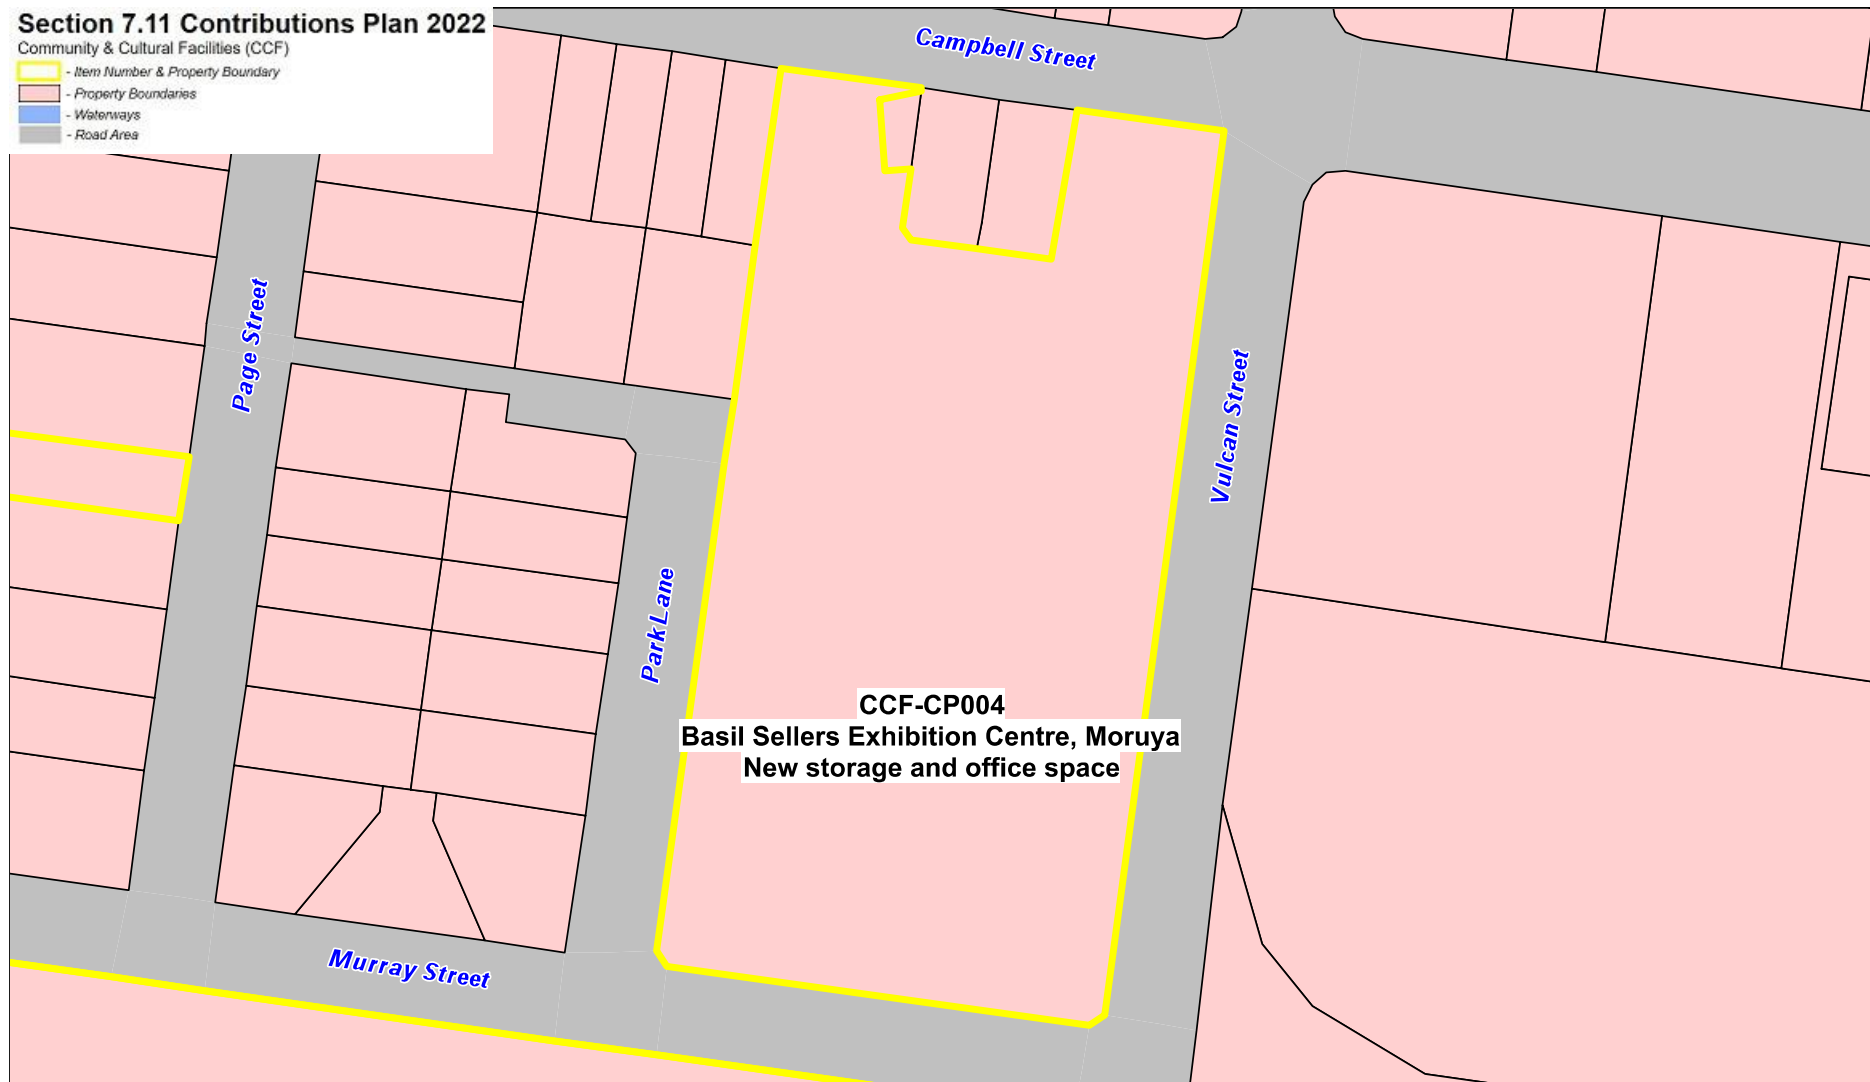 Section 7.11 Contributions Plan 2022
Community & Cultural Facilities (CCF)
- Item Number & Property Boundary
- Property Boundaries
- Waterways
- Road Area
Campbell Street
Page Street
Vulcan Street
Park Lane
CCF-CP004
Basil Sellers Exhibition Centre, Moruya
New storage and office space
Murray Street